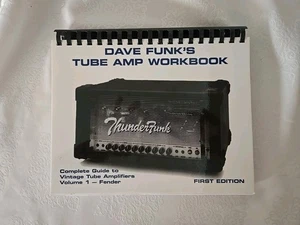 DAVE FUNK'S
TUBE AMP WORKBOOK
ThunderFunk
Complete Guide to
Vintage Tube Amplifiers
Volume 1 — Fender
FIRST EDITION